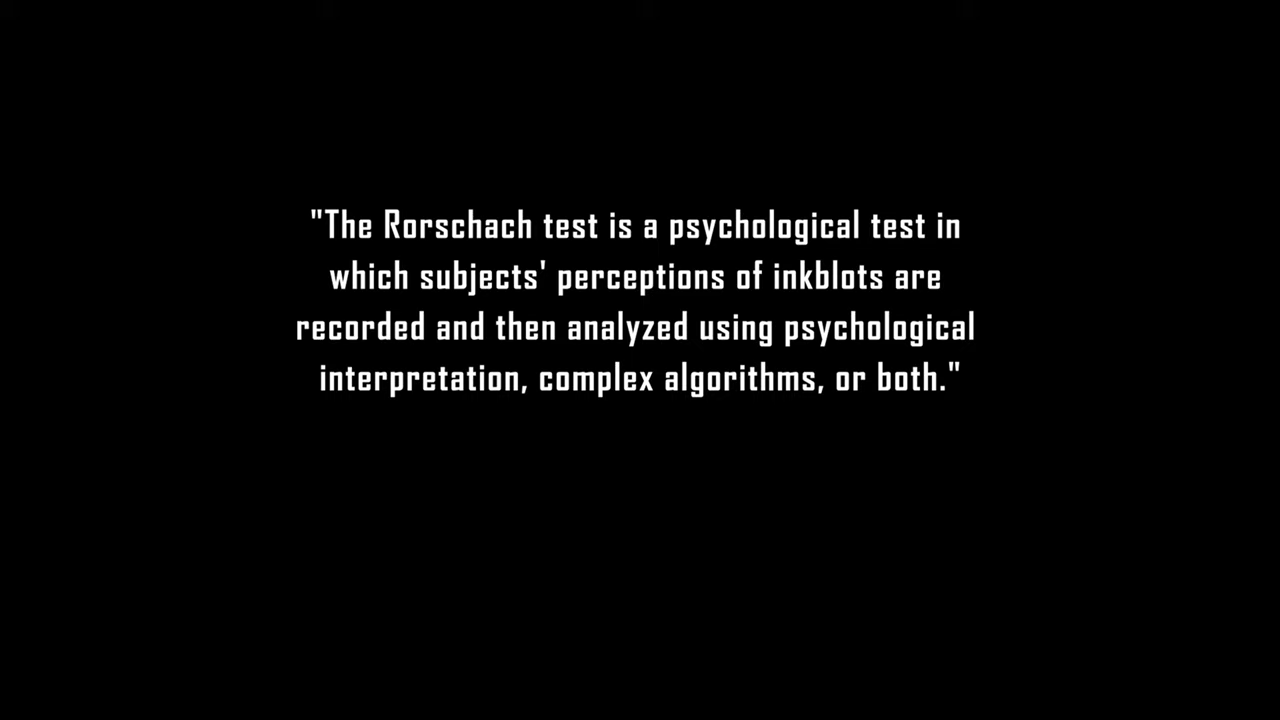 "The Rorschach test is a psychological test in
which subjects' perceptions of inkblots are
recorded and then analyzed using psychological
interpretation, complex algorithms, or both."